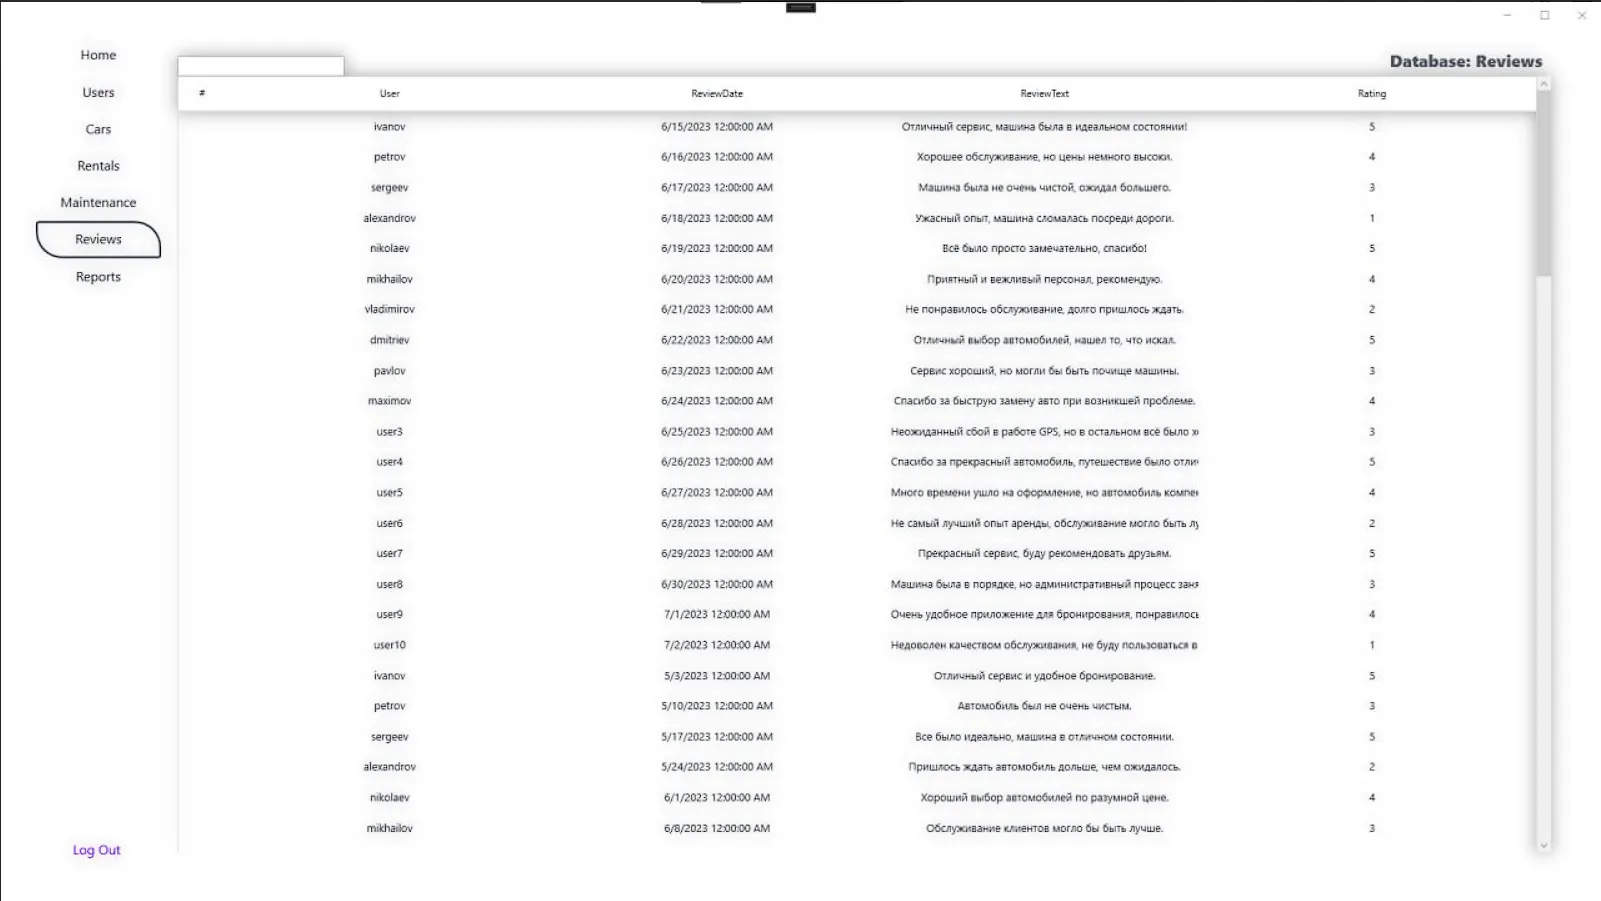 Home
Users
Cars
Rentals
Maintenance
Reviews
Reports
Log Out
Database: Reviews
# User ReviewDate ReviewText Rating
ivanov 6/15/2023 12:00:00 AM Отличный сервис, машина была в идеальном состоянии! 5
petrov 6/16/2023 12:00:00 AM Хорошее обслуживание, но цены немного высоки. 4
sergeev 6/17/2023 12:00:00 AM Машина была не очень чистой, ожидал большего. 3
alexandrov 6/18/2023 12:00:00 AM Ужасный опыт, машина сломалась посреди дороги. 1
nikolaev 6/19/2023 12:00:00 AM Всё было просто замечательно, спасибо! 5
mikhailov 6/20/2023 12:00:00 AM Приятный и вежливый персонал, рекомендую. 4
vladimirov 6/21/2023 12:00:00 AM Не понравилось обслуживание, долго пришлось ждать. 2
dmitriev 6/22/2023 12:00:00 AM Отличный выбор автомобилей, нашел то, что искал. 5
pavlov 6/23/2023 12:00:00 AM Сервис хороший, но могли бы быть почище машины. 3
maximov 6/24/2023 12:00:00 AM Спасибо за быструю замену авто при возникшей проблеме. 4
user3 6/25/2023 12:00:00 AM Неожиданный сбой в работе GPS, но в остальном всё было 3
user4 6/26/2023 12:00:00 AM Спасибо за прекрасный автомобиль, путешествие было отли 5
user5 6/27/2023 12:00:00 AM Много времени ушло на оформление, но автомобиль компен 4
user6 6/28/2023 12:00:00 AM Не самый лучший опыт аренды, обслуживание могло быть лу 2
user7 6/29/2023 12:00:00 AM Прекрасный сервис, буду рекомендовать друзьям. 5
user8 6/30/2023 12:00:00 AM Машина была в порядке, но административный процесс заня 3
user9 7/1/2023 12:00:00 AM Очень удобное приложение для бронирования, понравилос 4
user10 7/2/2023 12:00:00 AM Недоволен качеством обслуживания, не буду пользоваться в 1
ivanov 5/3/2023 12:00:00 AM Отличный сервис и удобное бронирование. 5
petrov 5/10/2023 12:00:00 AM Автомобиль был не очень чистым. 3
sergeev 5/17/2023 12:00:00 AM Все было идеально, машина в отличном состоянии. 5
alexandrov 5/24/2023 12:00:00 AM Пришлось ждать автомобиль дольше, чем ожидалось. 2
nikolaev 6/1/2023 12:00:00 AM Хороший выбор автомобилей по разумной цене. 4
mikhailov 6/8/2023 12:00:00 AM Обслуживание клиентов могло бы быть лучше. 3